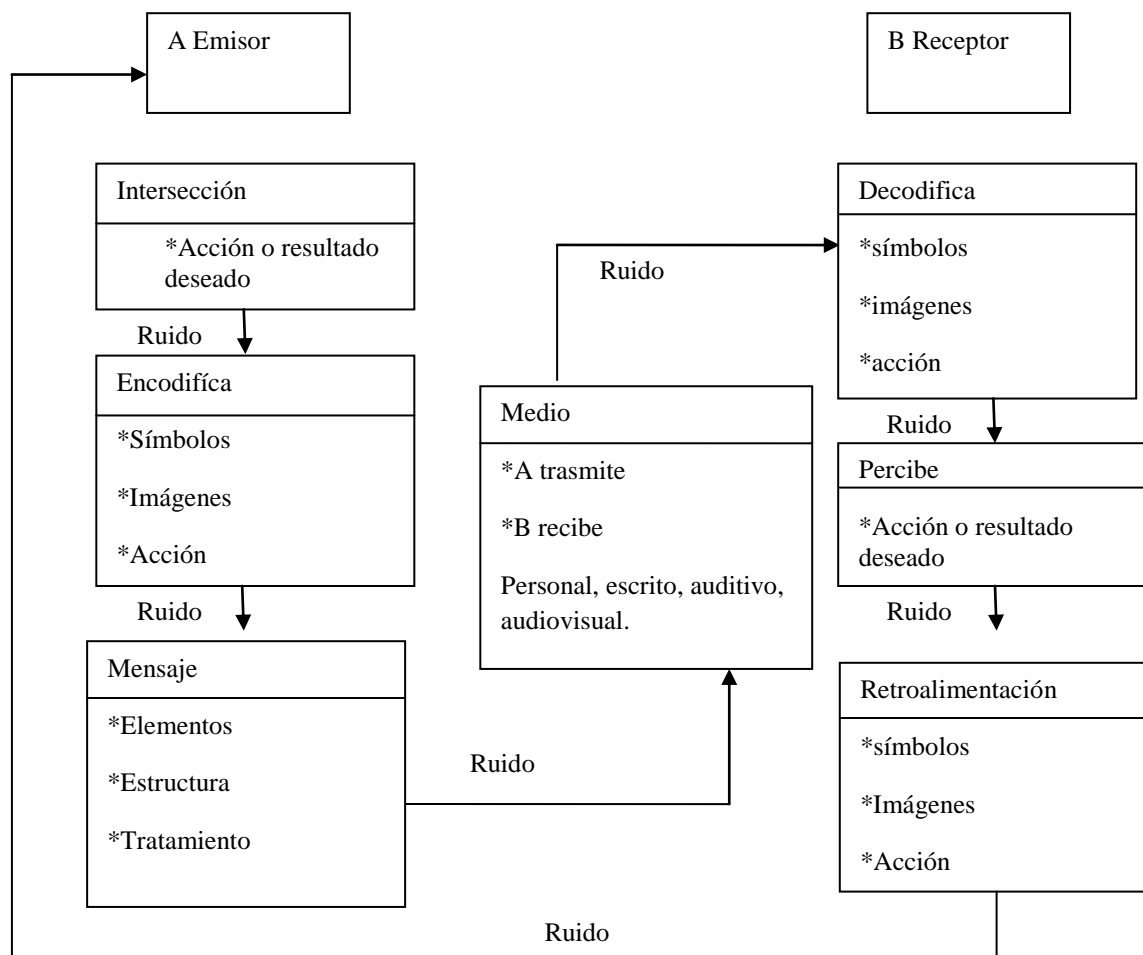 A Emisor
B Receptor
Intersección
*Acción o resultado
deseado
Ruido
Encodifíca
*Símbolos
*Imágenes
*Acción
Ruido
Mensaje
*Elementos
*Estructura
*Tratamiento
Ruido
Medio
*A trasmite
*B recibe
Personal, escrito, auditivo,
audiovisual.
Ruido
Decodifica
*símbolos
*imágenes
*acción
Ruido
Percibe
*Acción o resultado
deseado
Ruido
Retroalimentación
*símbolos
*Imágenes
*Acción
Ruido